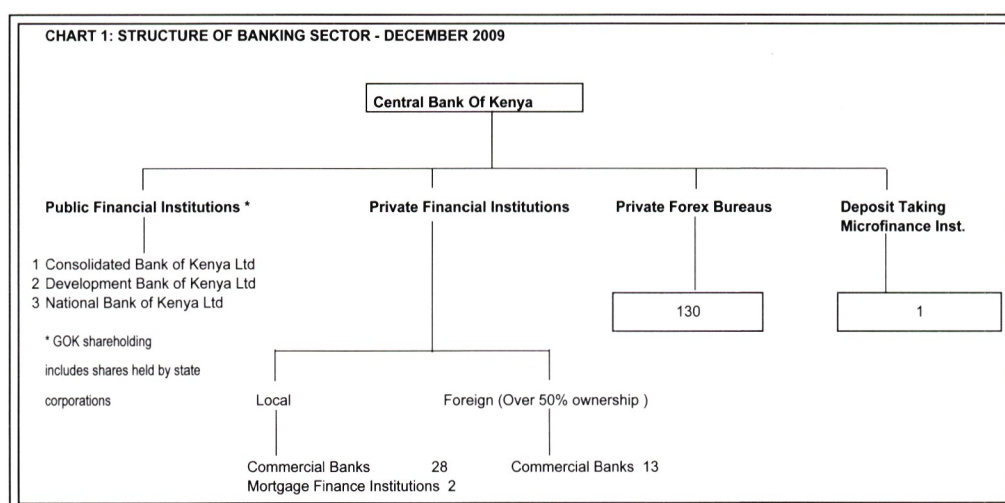 CHART 1: STRUCTURE OF BANKING SECTOR - DECEMBER 2009
Central Bank Of Kenya
Public Financial Institutions *
Private Financial Institutions
Private Forex Bureaus
Deposit Taking
Microfinance Inst.
1 Consolidated Bank of Kenya Ltd
2 Development Bank of Kenya Ltd
3 National Bank of Kenya Ltd
130
1
* GOK shareholding
includes shares held by state
corporations
Local
Foreign (Over 50% ownership )
Commercial Banks 28
Mortgage Finance Institutions 2
Commercial Banks 13